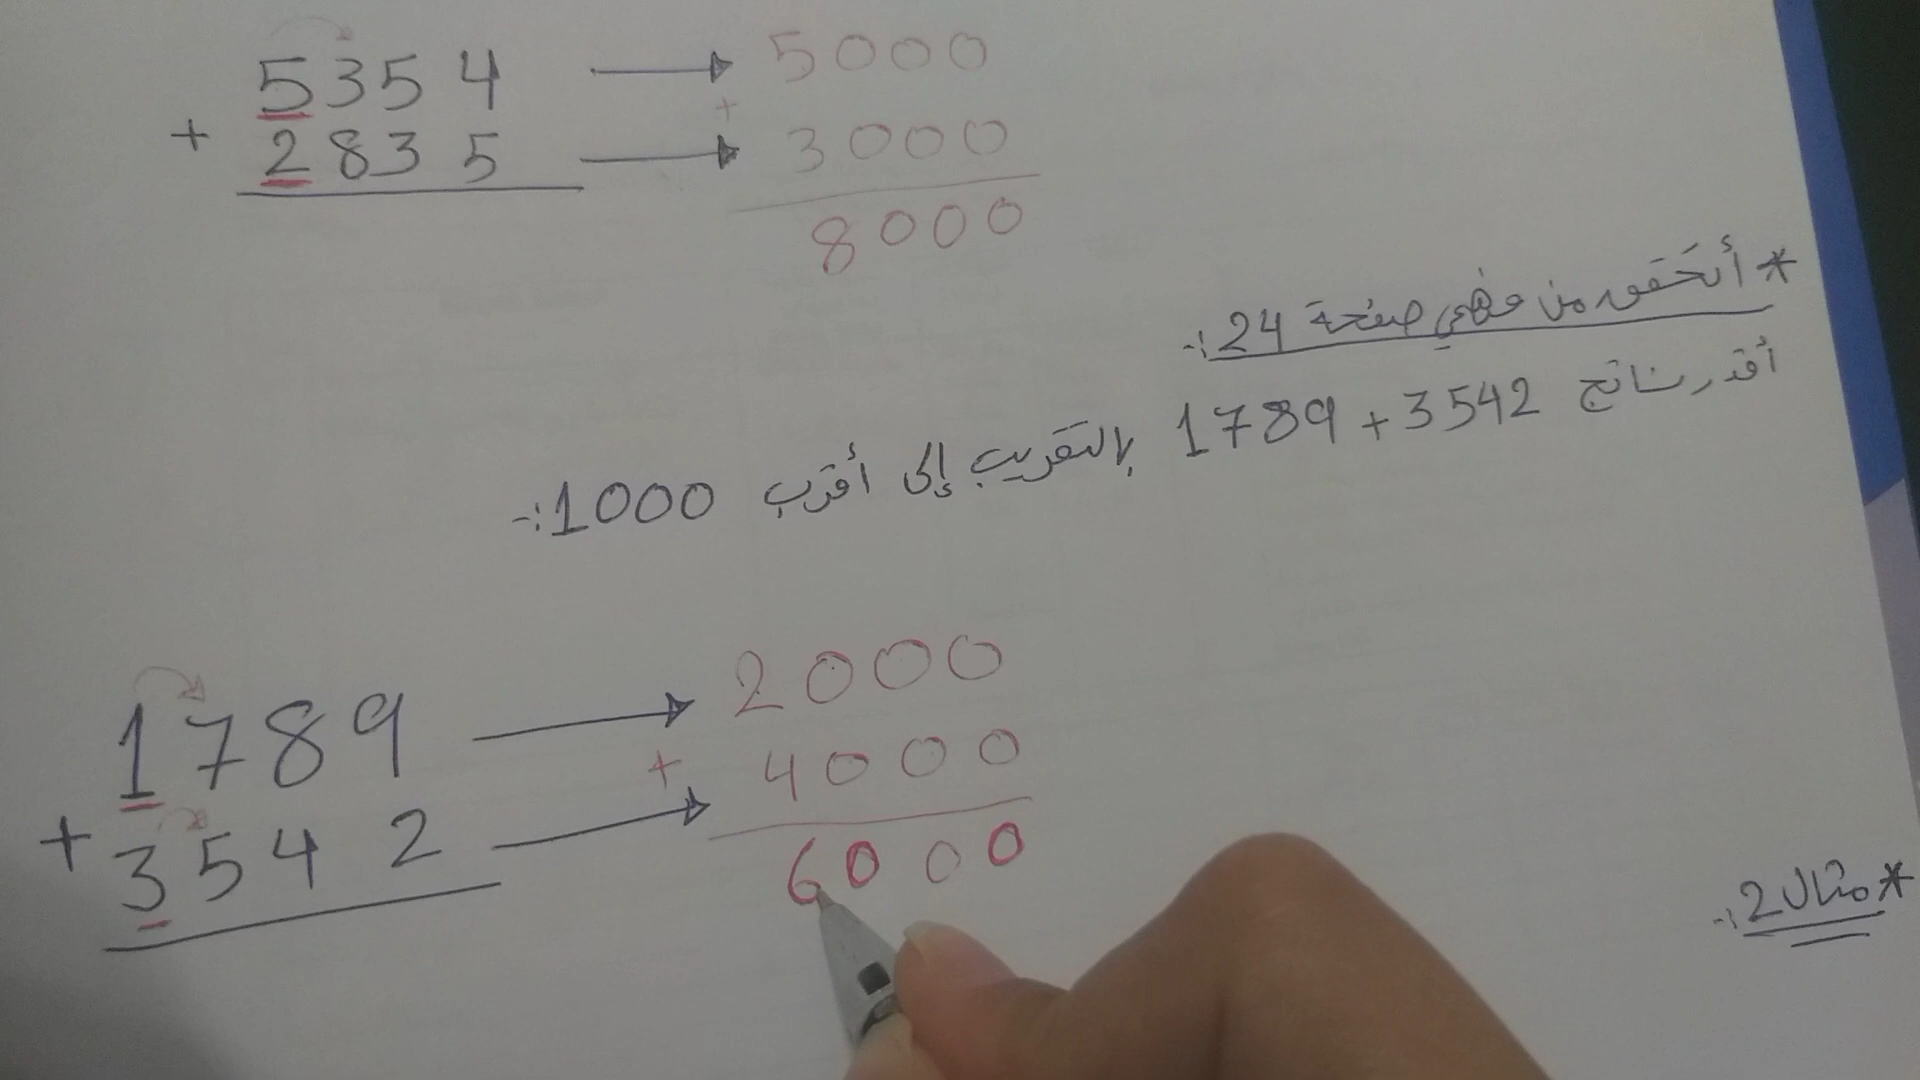 5354 → 5000
+
+ 2835 → 3000
8000
* أتحقق من فهمي صفحة 24 :-
أقدر ناتج 3542 + 1789 بالتقريب إلى أقرب 1000 :-
1789 → 2000
+
+ 3542 → 4000
6000
* مثال 2 :-